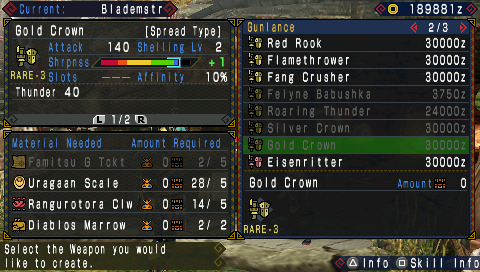 Current: Blademstr
189881z
Gold Crown [Spread Type]
Attack 140 Shelling Lv 2
Shrpnss +1
RARE-3 Slots --- Affinity 10%
Thunder 40
L 1/2 R
Material Needed Amount Required
Famitsu G Tckt 0 2/ 5
Uragaan Scale 0 28/ 5
Rangurotora Clw 0 14/ 5
Diablos Marrow 0 2/ 2
Select the Weapon you would
like to create.
Gunlance 2/3
Red Rook 30000z
Flamethrower 30000z
Fang Crusher 30000z
Felyne Babushka 3750z
Roaring Thunder 24000z
Silver Crown 30000z
Gold Crown 30000z
Eisenritter 30000z
Gold Crown Amount 0
RARE-3
Info Skill Info